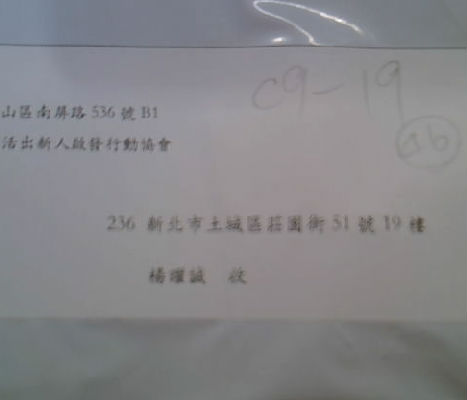 C9-19
山區南屏路 536 號 B1
活出新人啟發行動協會
ab
236 新北市土城區莊園街 51 號 19 樓
楊耀誠 收